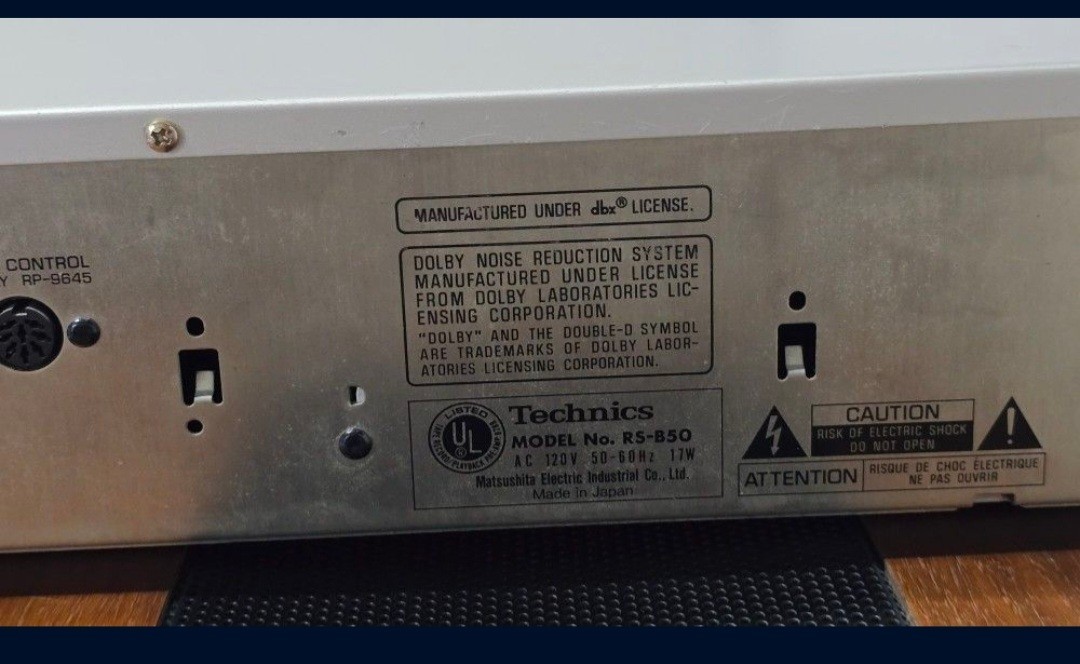 CONTROL
Y RP-9645
MANUFACTURED UNDER dbx® LICENSE.
DOLBY NOISE REDUCTION SYSTEM
MANUFACTURED UNDER LICENSE
FROM DOLBY LABORATORIES LIC-
ENSING CORPORATION.
"DOLBY" AND THE DOUBLE-D SYMBOL
ARE TRADEMARKS OF DOLBY LABOR-
ATORIES LICENSING CORPORATION.
LISTED
UL
Technics
MODEL No. RS-B50
AC 120V 50-60Hz 17W
Matsushita Electric Industrial Co., Ltd.
Made in Japan
CAUTION
RISK OF ELECTRIC SHOCK
DO NOT OPEN
ATTENTION
RISQUE DE CHOC ÉLECTRIQUE
NE PAS OUVRIR